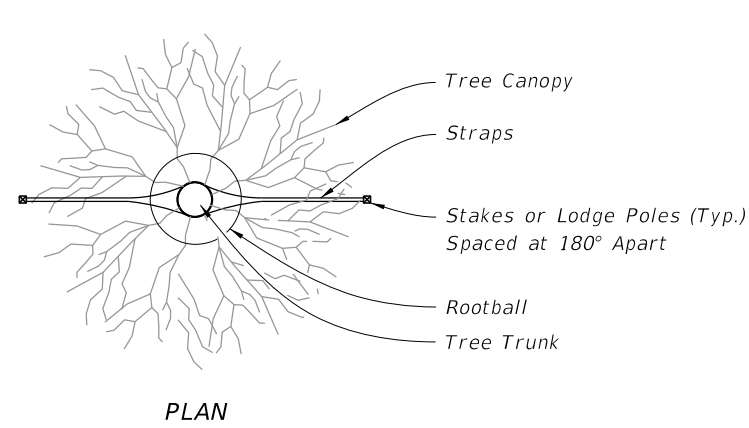 Tree Canopy
Straps
Stakes or Lodge Poles (Typ.)
Spaced at 180° Apart
Rootball
Tree Trunk
PLAN